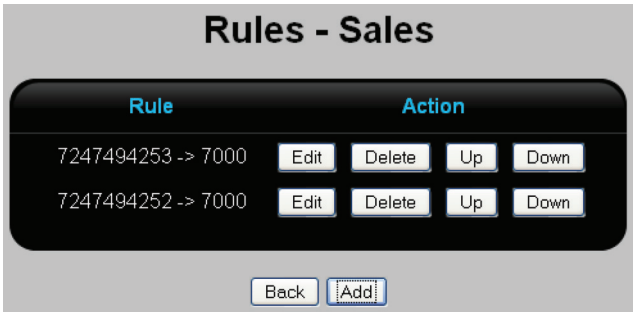 Rules - Sales
Rule Action
7247494253 -> 7000 Edit Delete Up Down
7247494252 -> 7000 Edit Delete Up Down
Back Add